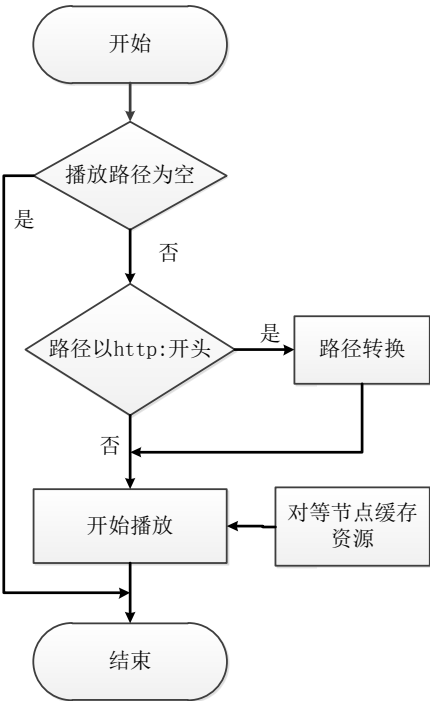 开始
播放路径为空
是
否
路径以http:开头
是
路径转换
否
开始播放
对等节点缓存
资源
结束